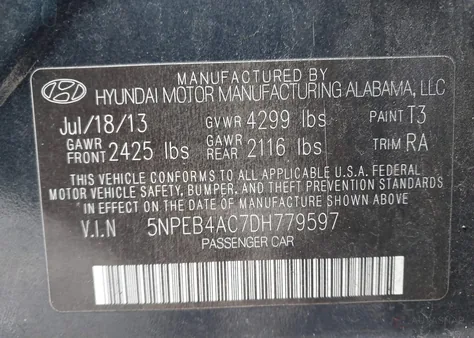 MANUFACTURED BY
HYUNDAI MOTOR MANUFACTURING ALABAMA, LLC
Jul/18/13 GVWR 4299 lbs PAINT T3
GAWR FRONT 2425 lbs GAWR REAR 2116 lbs TRIM RA
THIS VEHICLE CONFORMS TO ALL APPLICABLE U.S.A. FEDERAL
MOTOR VEHICLE SAFETY, BUMPER, AND THEFT PREVENTION STANDARDS
IN EFFECT ON THE DATE OF MANUFACTURE SHOWN ABOVE.
V.I.N 5NPEB4AC7DH779597
PASSENGER CAR